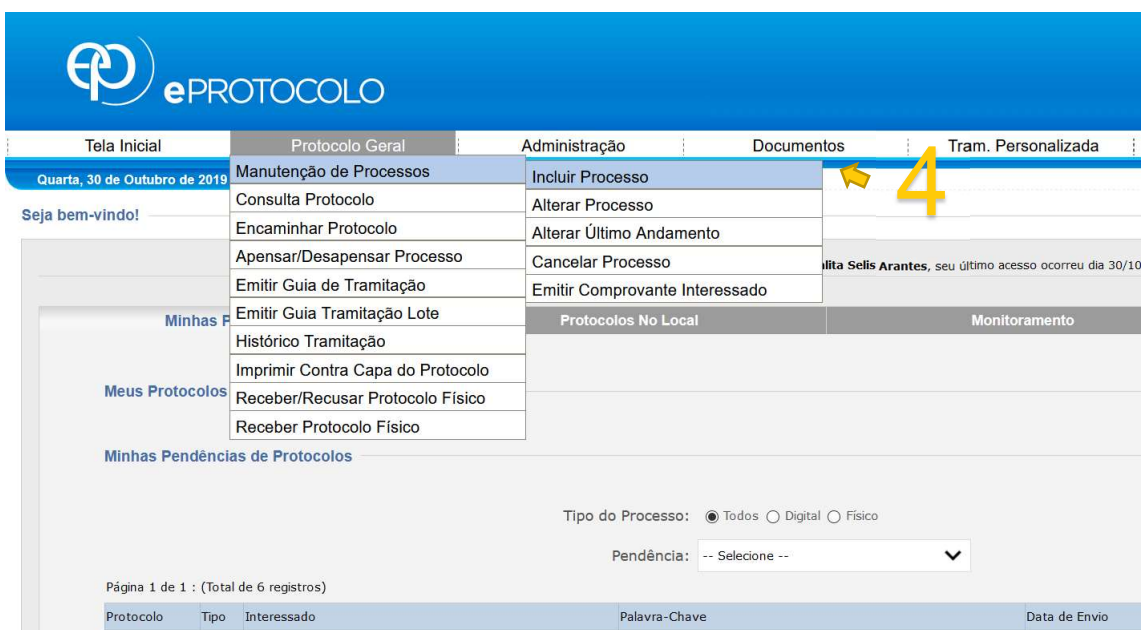 ep ePROTOCOLO
Tela Inicial Protocolo Geral Administração Documentos Tram. Personalizada
Quarta, 30 de Outubro de 2019 Manutenção de Processos Incluir Processo 4
Seja bem-vindo! Consulta Protocolo Alterar Processo
Encaminhar Protocolo Alterar Último Andamento
Apensar/Desapensar Processo Cancelar Processo Selis Arantes, seu último acesso ocorreu dia 30/10
Emitir Guia de Tramitação Emitir Comprovante Interessado
Minhas Emitir Guia Tramitação Lote Protocolos No Local Monitoramento
Histórico Tramitação
Imprimir Contra Capa do Protocolo
Meus Protocolos Receber/Recusar Protocolo Físico
Receber Protocolo Físico
Minhas Pendências de Protocolos
Tipo do Processo: Todos Digital Físico
Pendência: -- Selecione --
Página 1 de 1 : (Total de 6 registros)
Protocolo Tipo Interessado Palavra-Chave Data de Envio